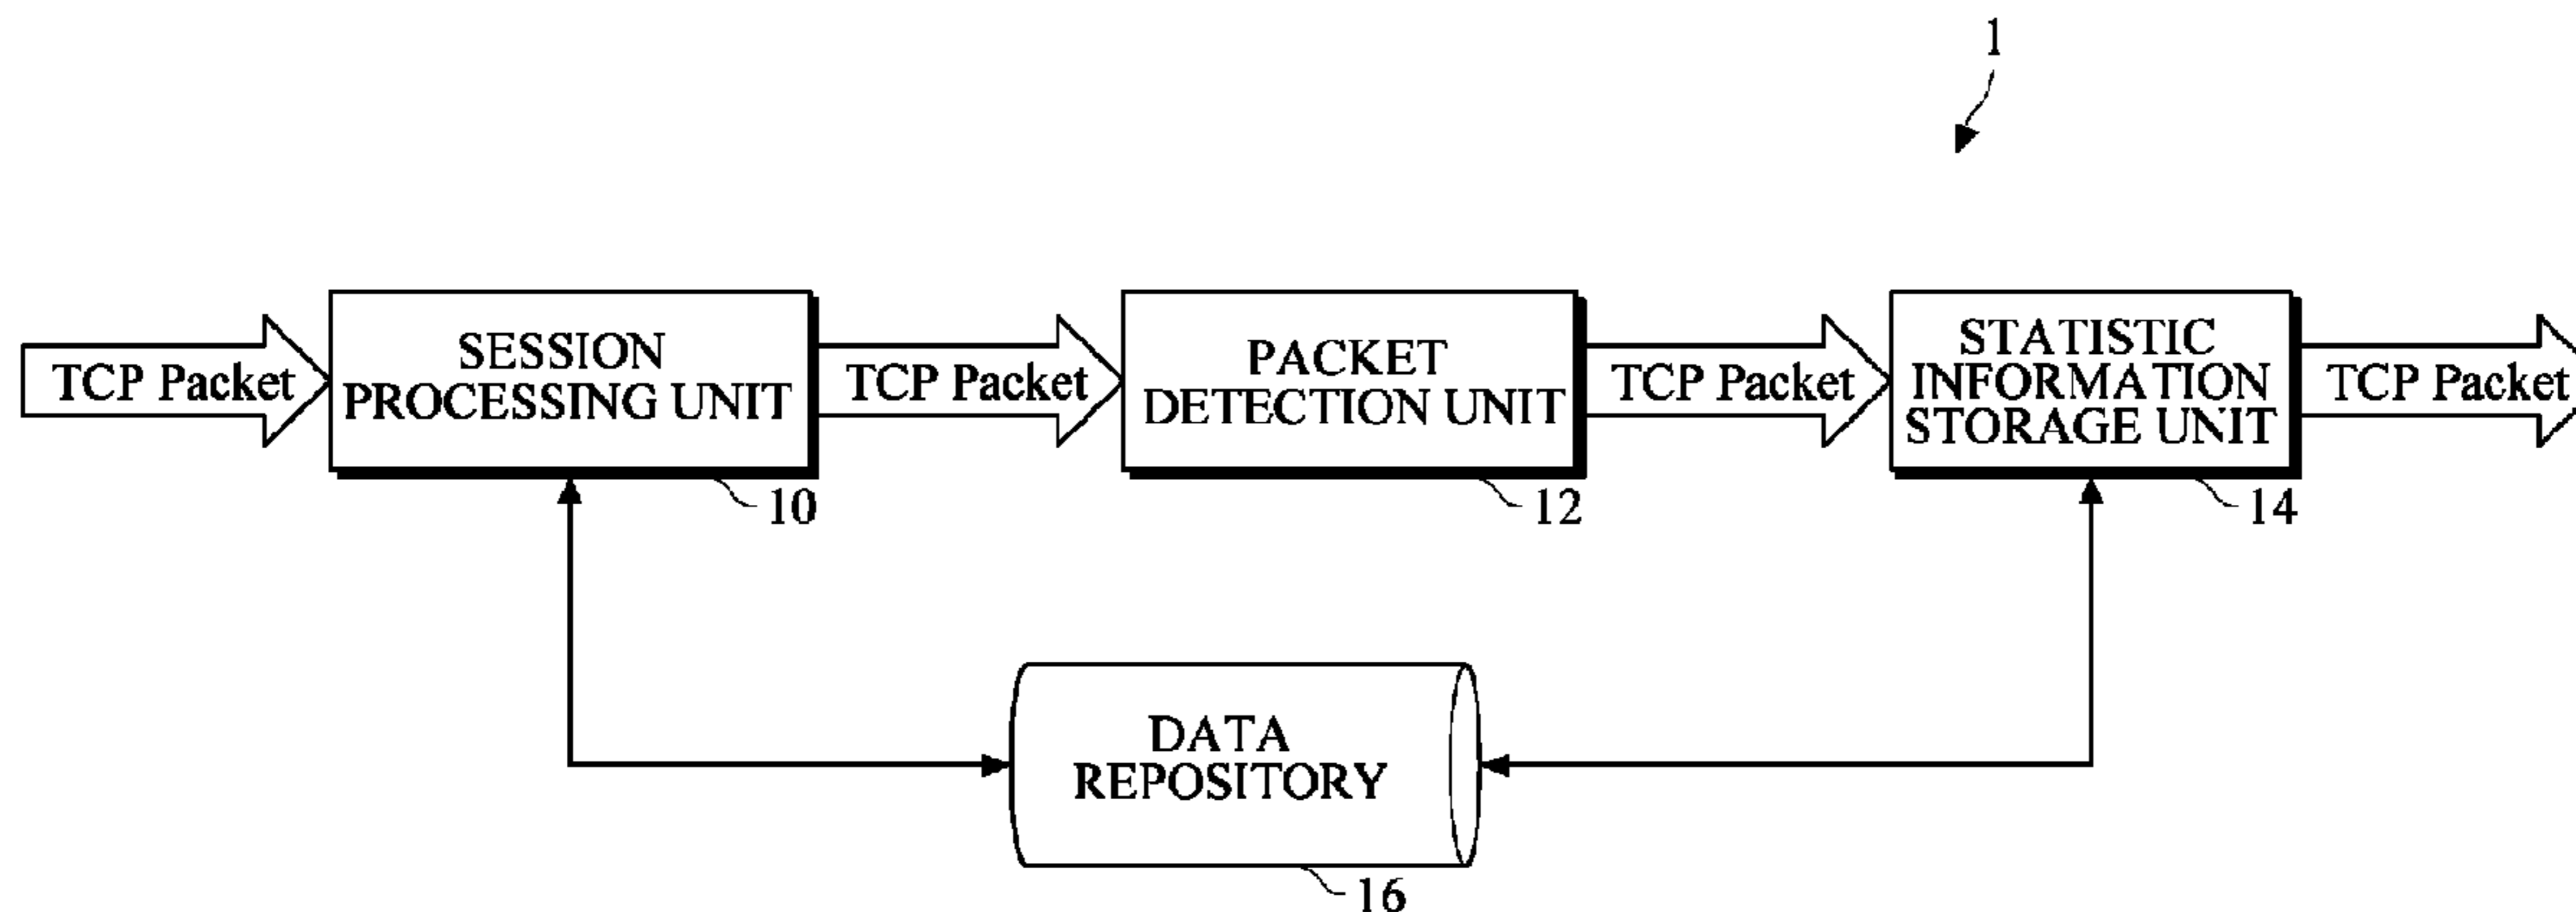 1
TCP Packet
SESSION
PROCESSING UNIT
TCP Packet
PACKET
DETECTION UNIT
TCP Packet
STATISTIC
INFORMATION
STORAGE UNIT
TCP Packet
10
12
14
DATA
REPOSITORY
16